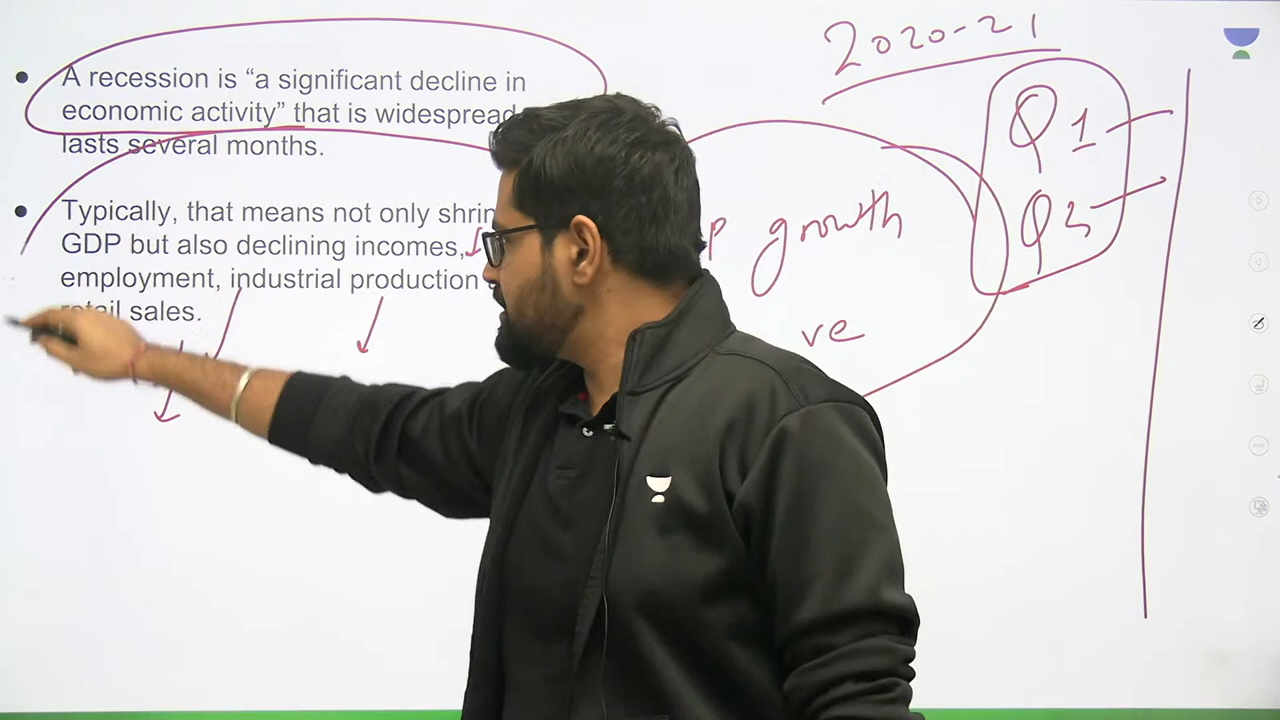 A recession is “a significant decline in
economic activity” that is widespread
lasts several months.
Typically, that means not only shrin
GDP but also declining incomes,
employment, industrial production
retail sales.
2020-21
Q1
P growth
ve